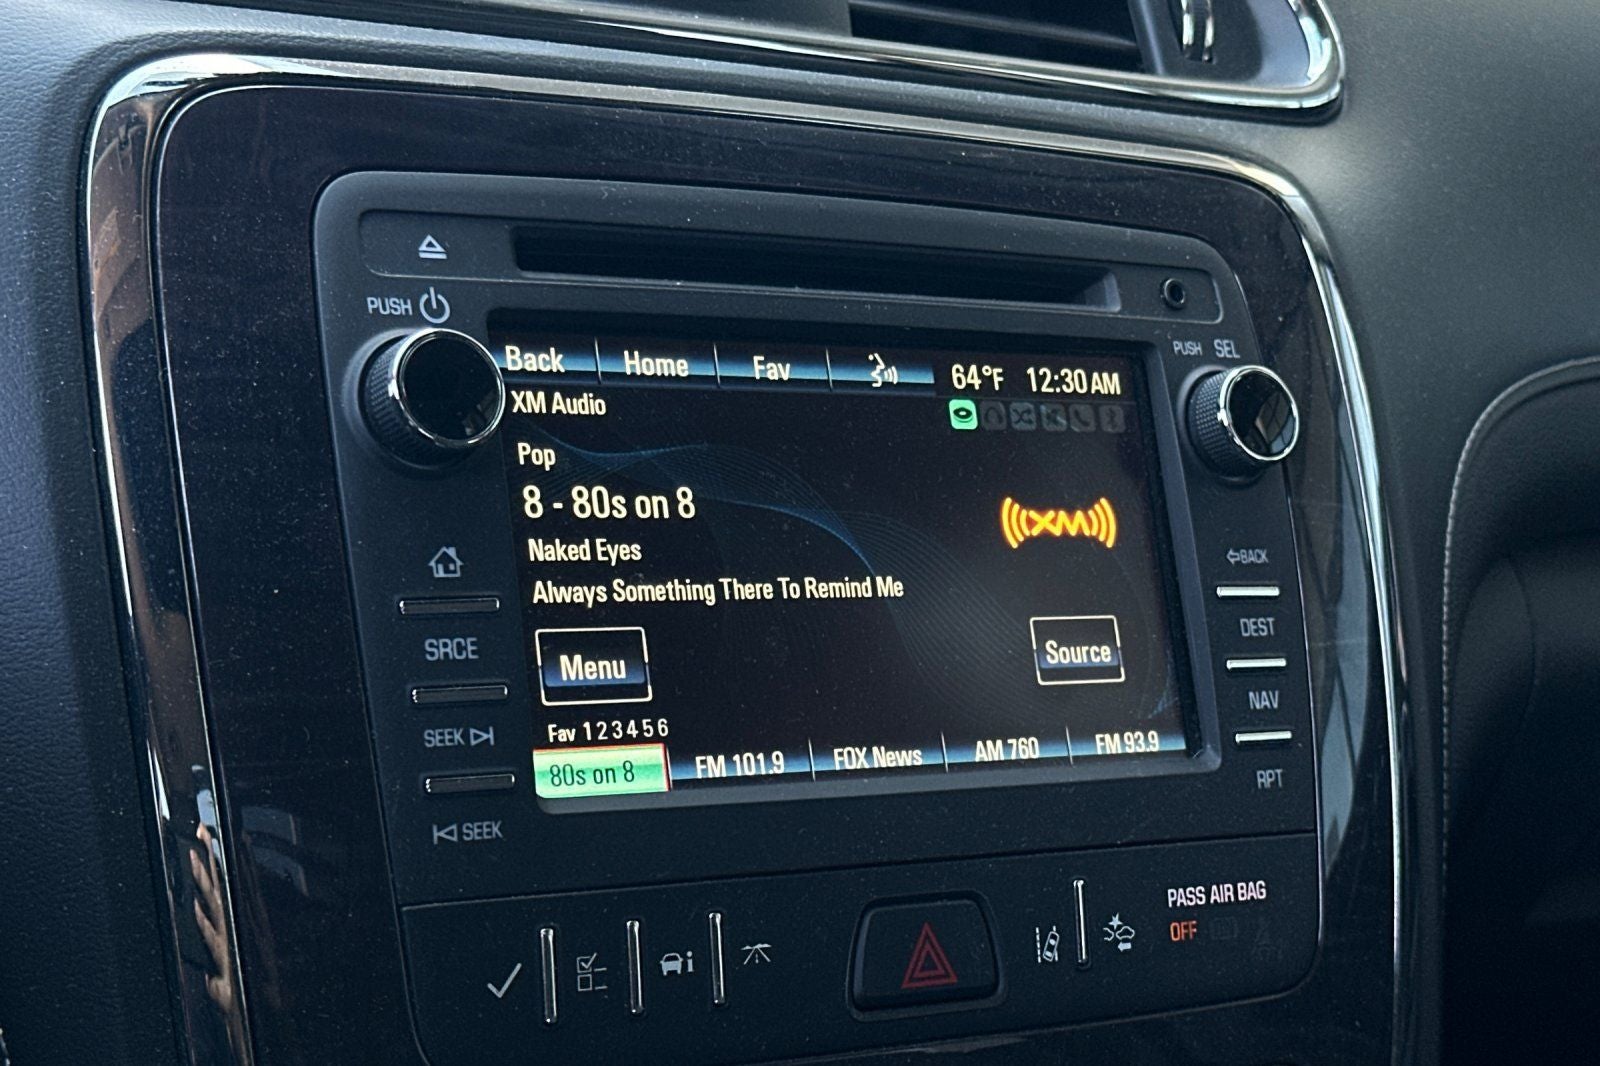 PUSH
PUSH SEL
Back Home Fav 64°F 12:30 AM
XM Audio
Pop
8 - 80s on 8
XM
Naked Eyes
Always Something There To Remind Me
Menu
Source
Fav 1 2 3 4 5 6
80s on 8 FM 101.9 FOX News AM 760 FM 93.9
SRCE
SEEK
SEEK
BACK
DEST
NAV
RPT
i
PASS AIR BAG
OFF